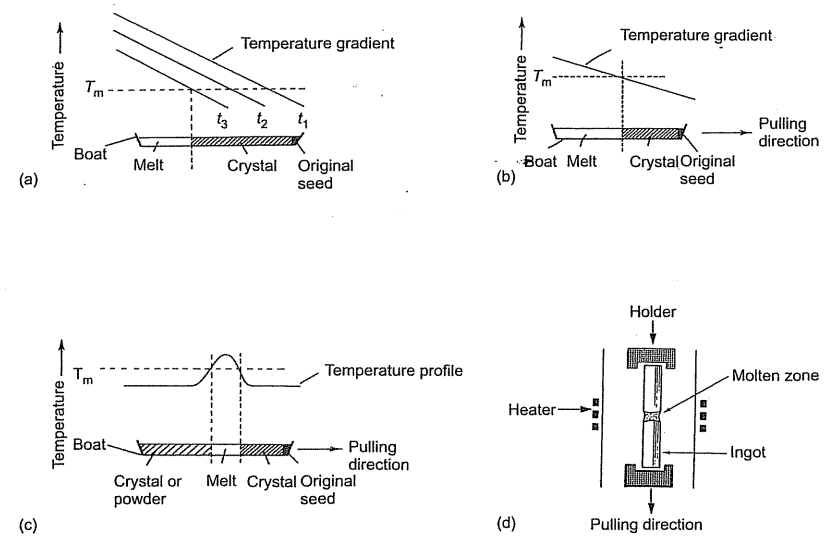 Temperature gradient
Temperature
Tm
t3 t2 t1
Boat
Melt
Crystal
Original
seed
(a)
Temperature gradient
Temperature
Tm
Pulling
direction
Boat
Melt
Crystal
Original
seed
(b)
Temperature
Tm
Temperature profile
Boat
Pulling
direction
Crystal or
powder
Melt
Crystal
Original
seed
(c)
Holder
Molten zone
Heater
Ingot
Pulling direction
(d)